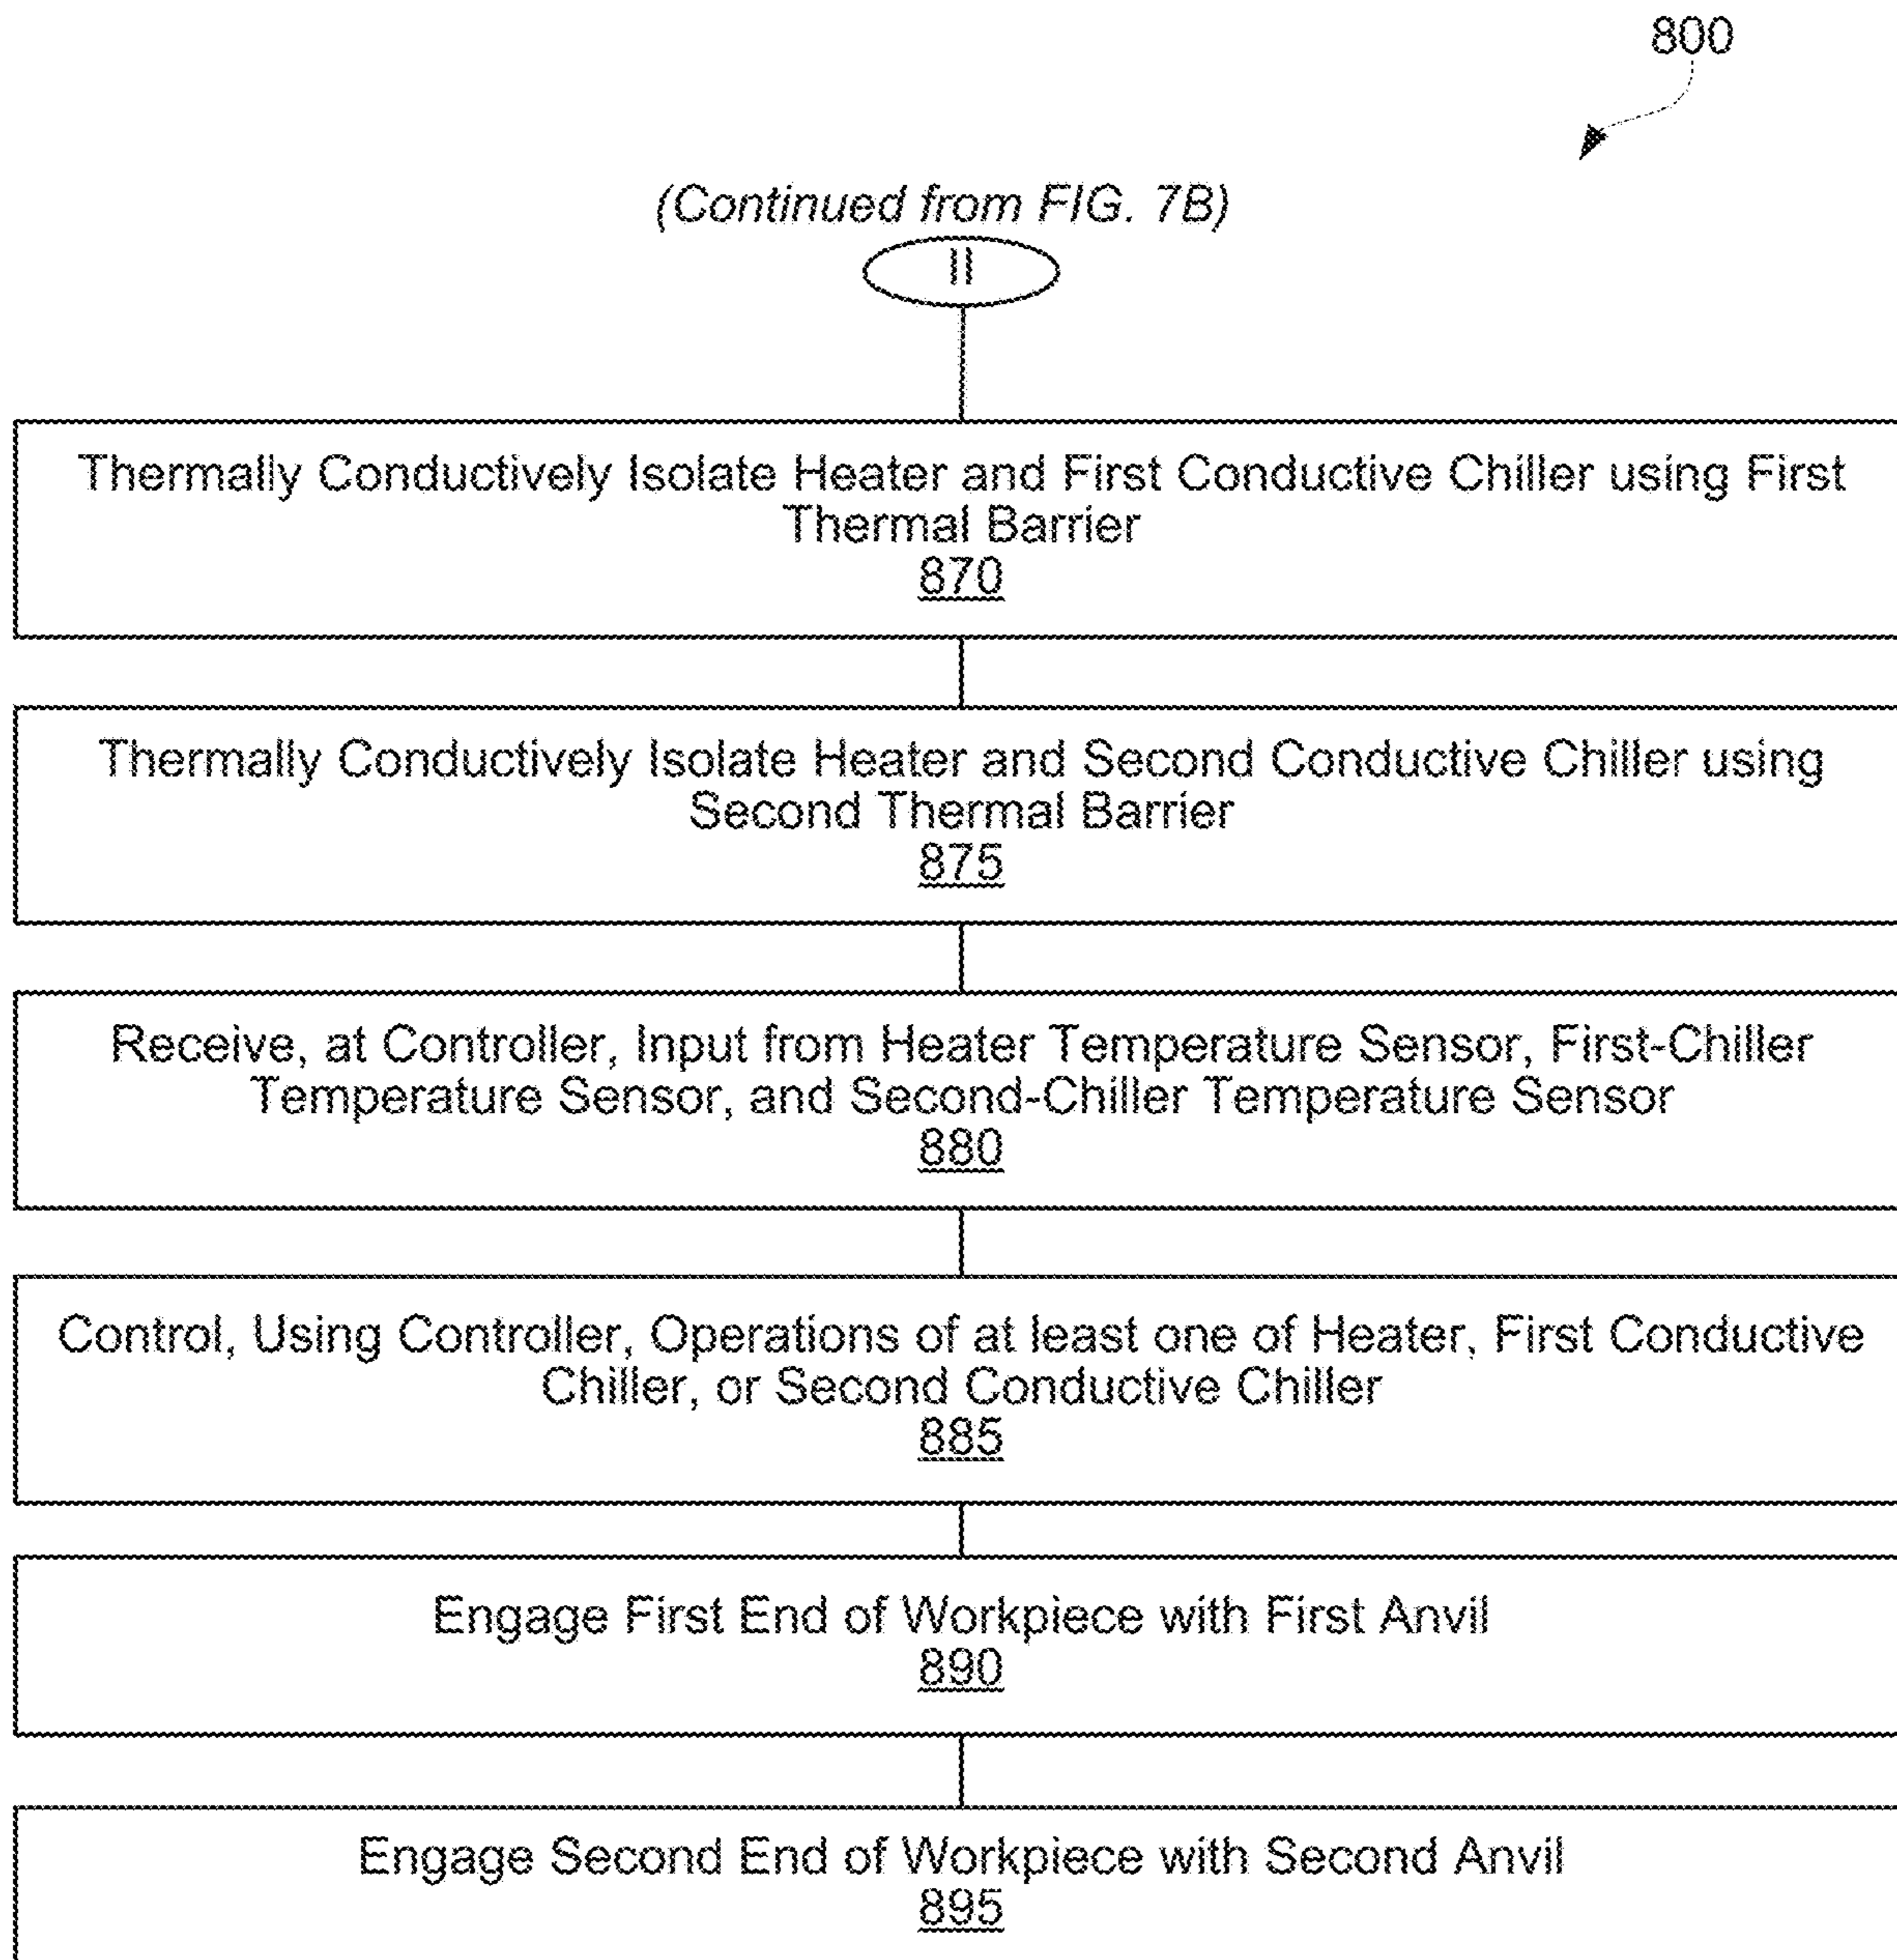 800
(Continued from FIG. 7B)
II
Thermally Conductively Isolate Heater and First Conductive Chiller using First
Thermal Barrier
870
Thermally Conductively Isolate Heater and Second Conductive Chiller using
Second Thermal Barrier
875
Receive, at Controller, Input from Heater Temperature Sensor, First-Chiller
Temperature Sensor, and Second-Chiller Temperature Sensor
880
Control, Using Controller, Operations of at least one of Heater, First Conductive
Chiller, or Second Conductive Chiller
885
Engage First End of Workpiece with First Anvil
890
Engage Second End of Workpiece with Second Anvil
895